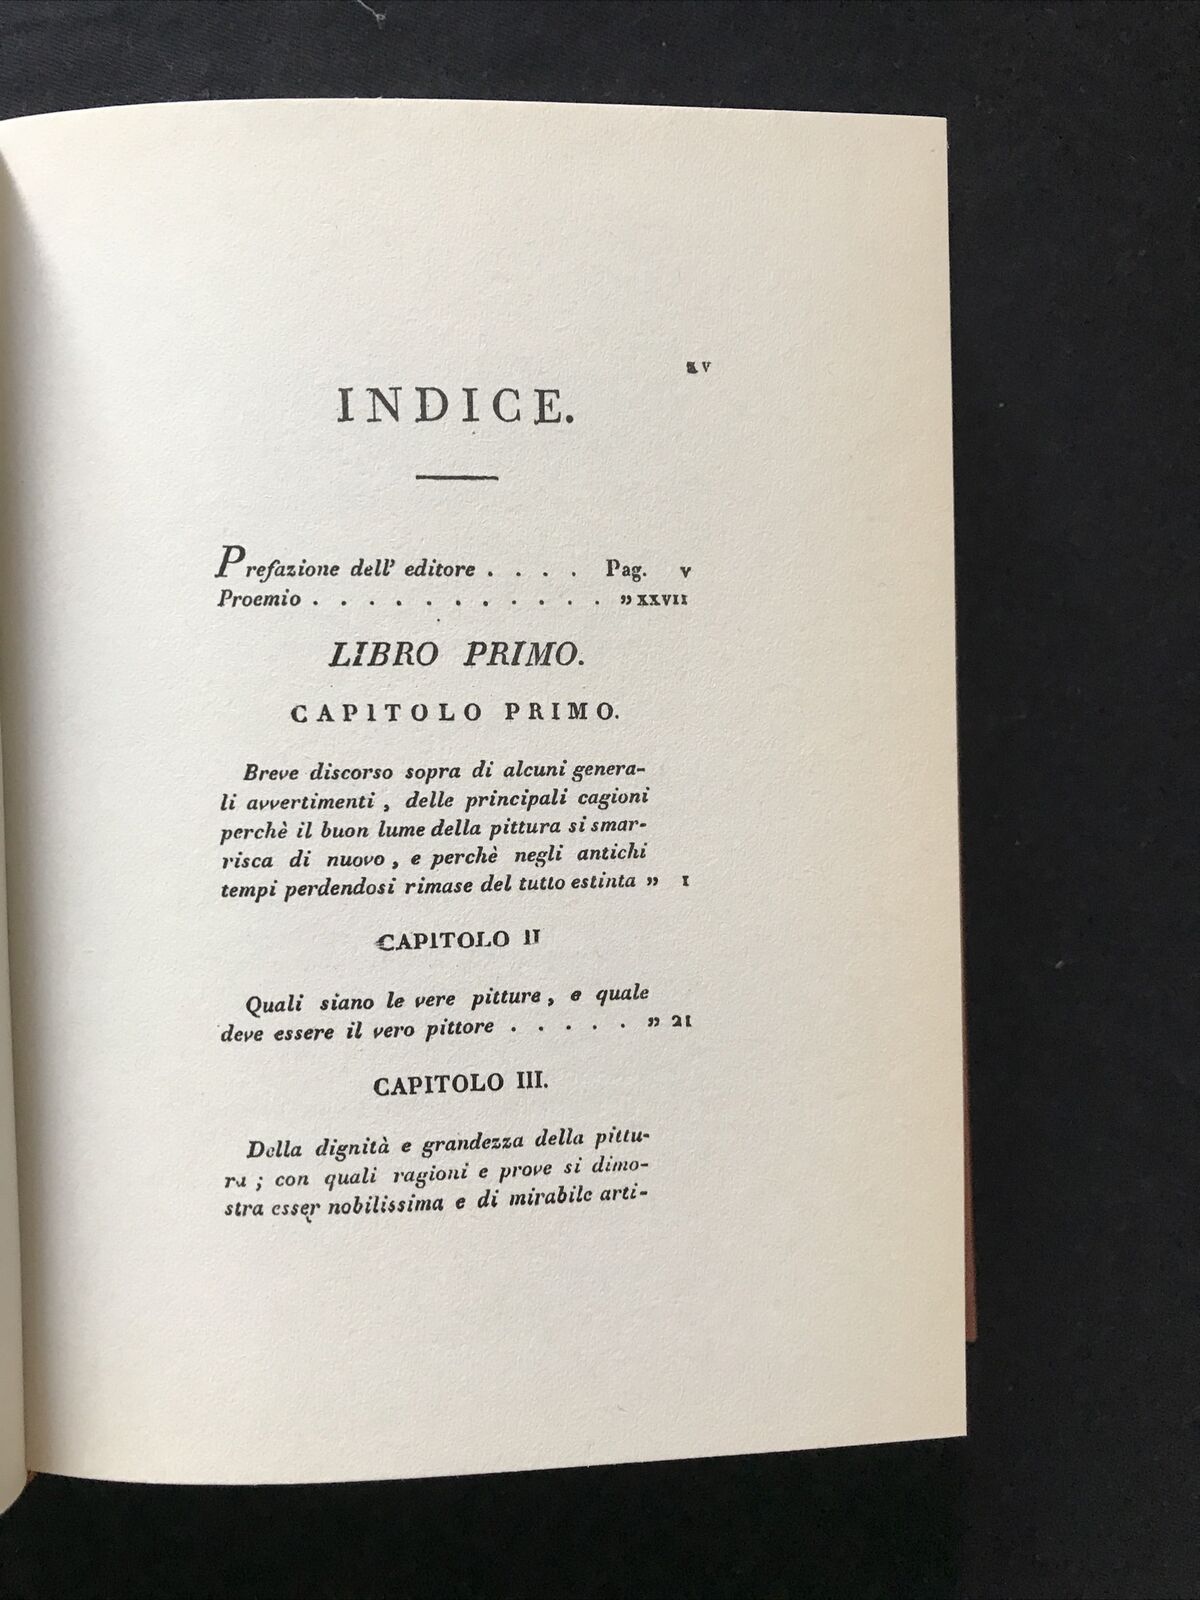 xv
INDICE.
Prefazione dell' editore . . . . Pag. v
Proemio . . . . . . . . . . . „ xxvii
LIBRO PRIMO.
CAPITOLO PRIMO.
Breve discorso sopra di alcuni genera-
li avvertimenti , delle principali cagioni
perchè il buon lume della pittura si smar-
risca di nuovo , e perchè negli antichi
tempi perdendosi rimase del tutto estinta „ 1
CAPITOLO II
Quali siano le vere pitture , e quale
deve essere il vero pittore . . . . . „ 21
CAPITOLO III.
Della dignità e grandezza della pittu-
ra ; con quali ragioni e prove si dimo-
stra esser nobilissima e di mirabile arti-